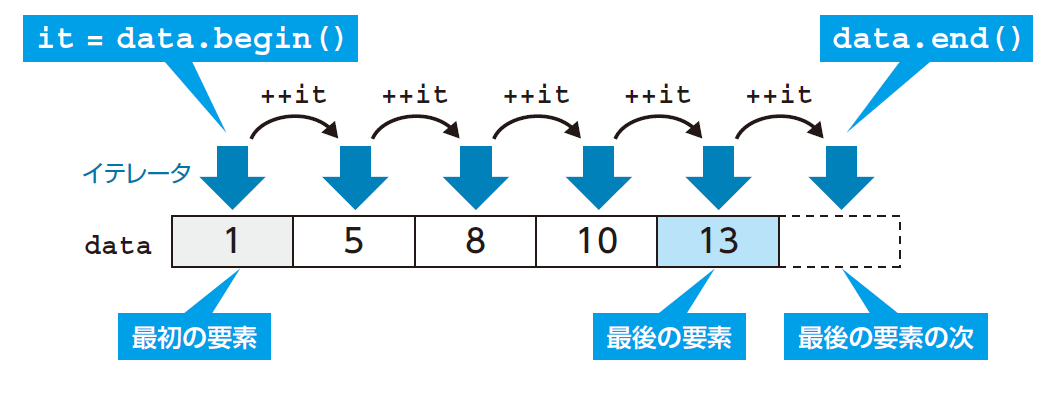 it = data.begin()
data.end()
++it ++it ++it ++it ++it
イテレータ
data 1 5 8 10 13
最初の要素 最後の要素 最後の要素の次